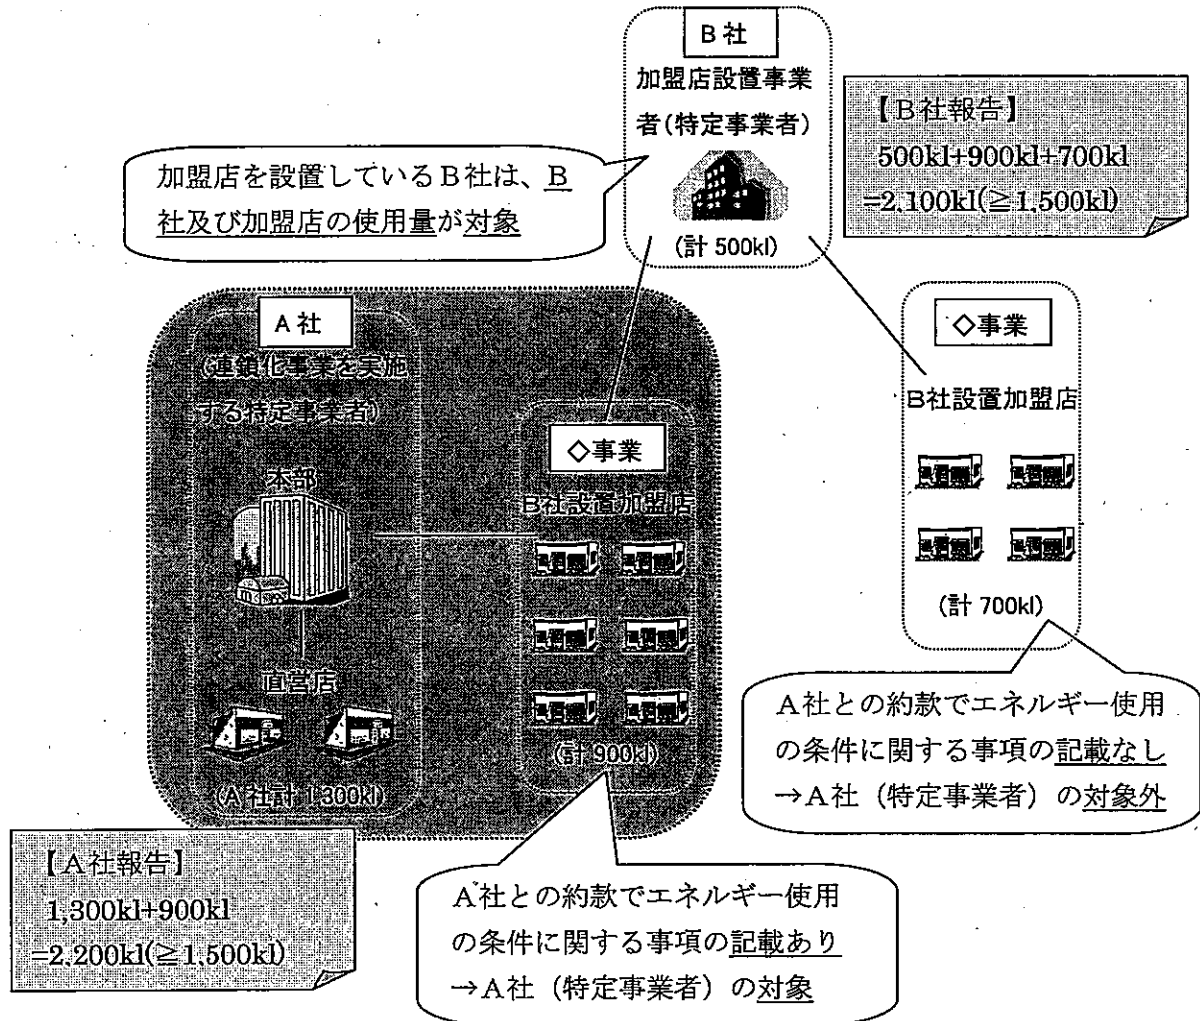 B社
加盟店設置事業
者(特定事業者)
(計 500kl)
【B社報告】
500kl+900kl+700kl
=2,100kl(≧1,500kl)
加盟店を設置しているB社は、B
社及び加盟店の使用量が対象
A社
(連鎖化事業を実施
する特定事業者)
本部
直営店
(A社計 1,300kl)
◇事業
B社設置加盟店
(計 900kl)
◇事業
B社設置加盟店
(計 700kl)
A社との約款でエネルギー使用
の条件に関する事項の記載なし
→A社(特定事業者)の対象外
【A社報告】
1,300kl+900kl
=2,200kl(≧1,500kl)
A社との約款でエネルギー使用
の条件に関する事項の記載あり
→A社(特定事業者)の対象